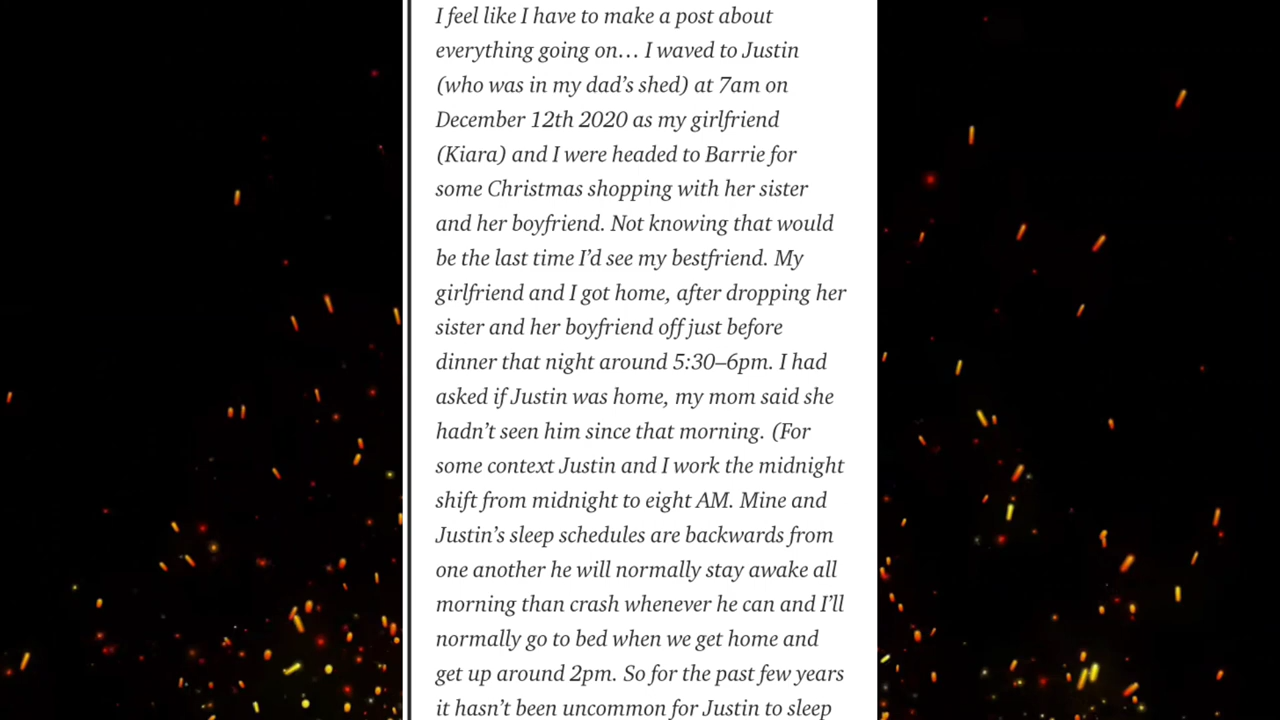 I feel like I have to make a post about
everything going on… I waved to Justin
(who was in my dad’s shed) at 7am on
December 12th 2020 as my girlfriend
(Kiara) and I were headed to Barrie for
some Christmas shopping with her sister
and her boyfriend. Not knowing that would
be the last time I’d see my bestfriend. My
girlfriend and I got home, after dropping her
sister and her boyfriend off just before
dinner that night around 5:30–6pm. I had
asked if Justin was home, my mom said she
hadn’t seen him since that morning. (For
some context Justin and I work the midnight
shift from midnight to eight AM. Mine and
Justin’s sleep schedules are backwards from
one another he will normally stay awake all
morning than crash whenever he can and I’ll
normally go to bed when we get home and
get up around 2pm. So for the past few years
it hasn’t been uncommon for Justin to sleep